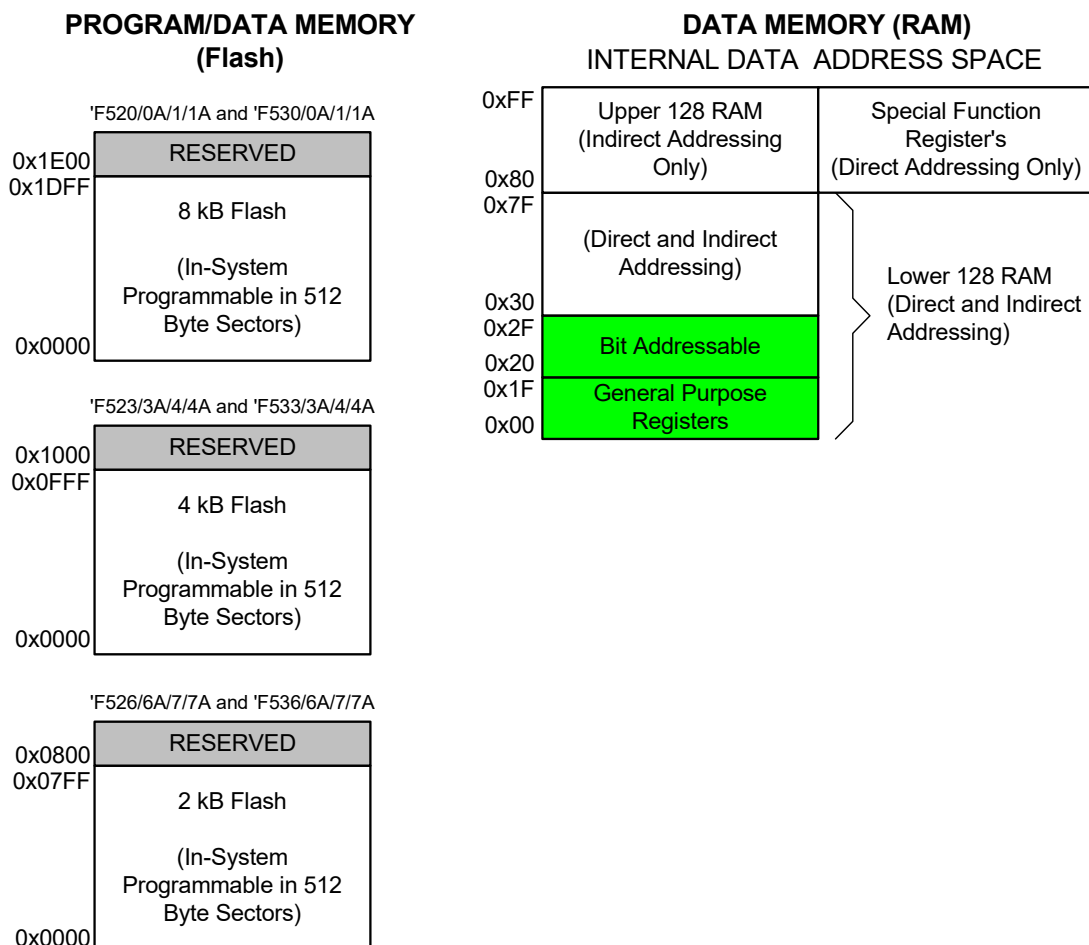 PROGRAM/DATA MEMORY
(Flash)
'F520/0A/1/1A and 'F530/0A/1/1A
RESERVED
0x1E00
0x1DFF
8 kB Flash
(In-System
Programmable in 512
Byte Sectors)
0x0000
'F523/3A/4/4A and 'F533/3A/4/4A
RESERVED
0x1000
0x0FFF
4 kB Flash
(In-System
Programmable in 512
Byte Sectors)
0x0000
'F526/6A/7/7A and 'F536/6A/7/7A
RESERVED
0x0800
0x07FF
2 kB Flash
(In-System
Programmable in 512
Byte Sectors)
0x0000
DATA MEMORY (RAM)
INTERNAL DATA ADDRESS SPACE
0xFF
Upper 128 RAM
(Indirect Addressing
Only)
0x80
Special Function
Register's
(Direct Addressing Only)
0x7F
(Direct and Indirect
Addressing)
0x30
0x2F
Bit Addressable
0x20
0x1F
General Purpose
Registers
0x00
Lower 128 RAM
(Direct and Indirect
Addressing)